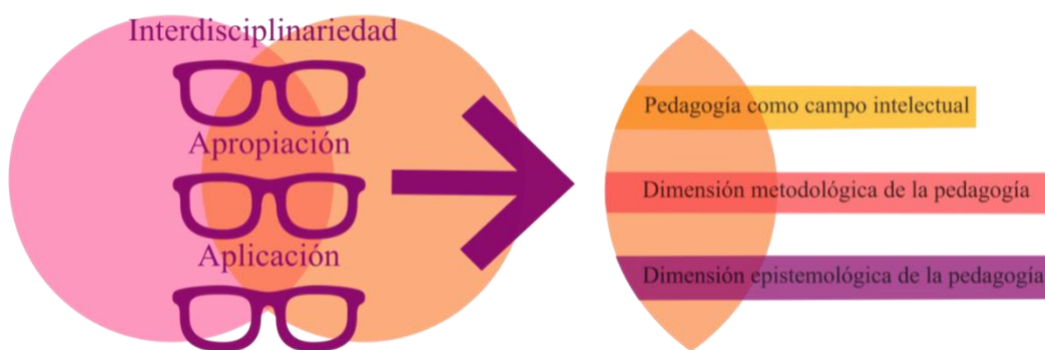 Interdisciplinariedad
Apropiación
Aplicación
Pedagogía como campo intelectual
Dimensión metodológica de la pedagogía
Dimensión epistemológica de la pedagogía